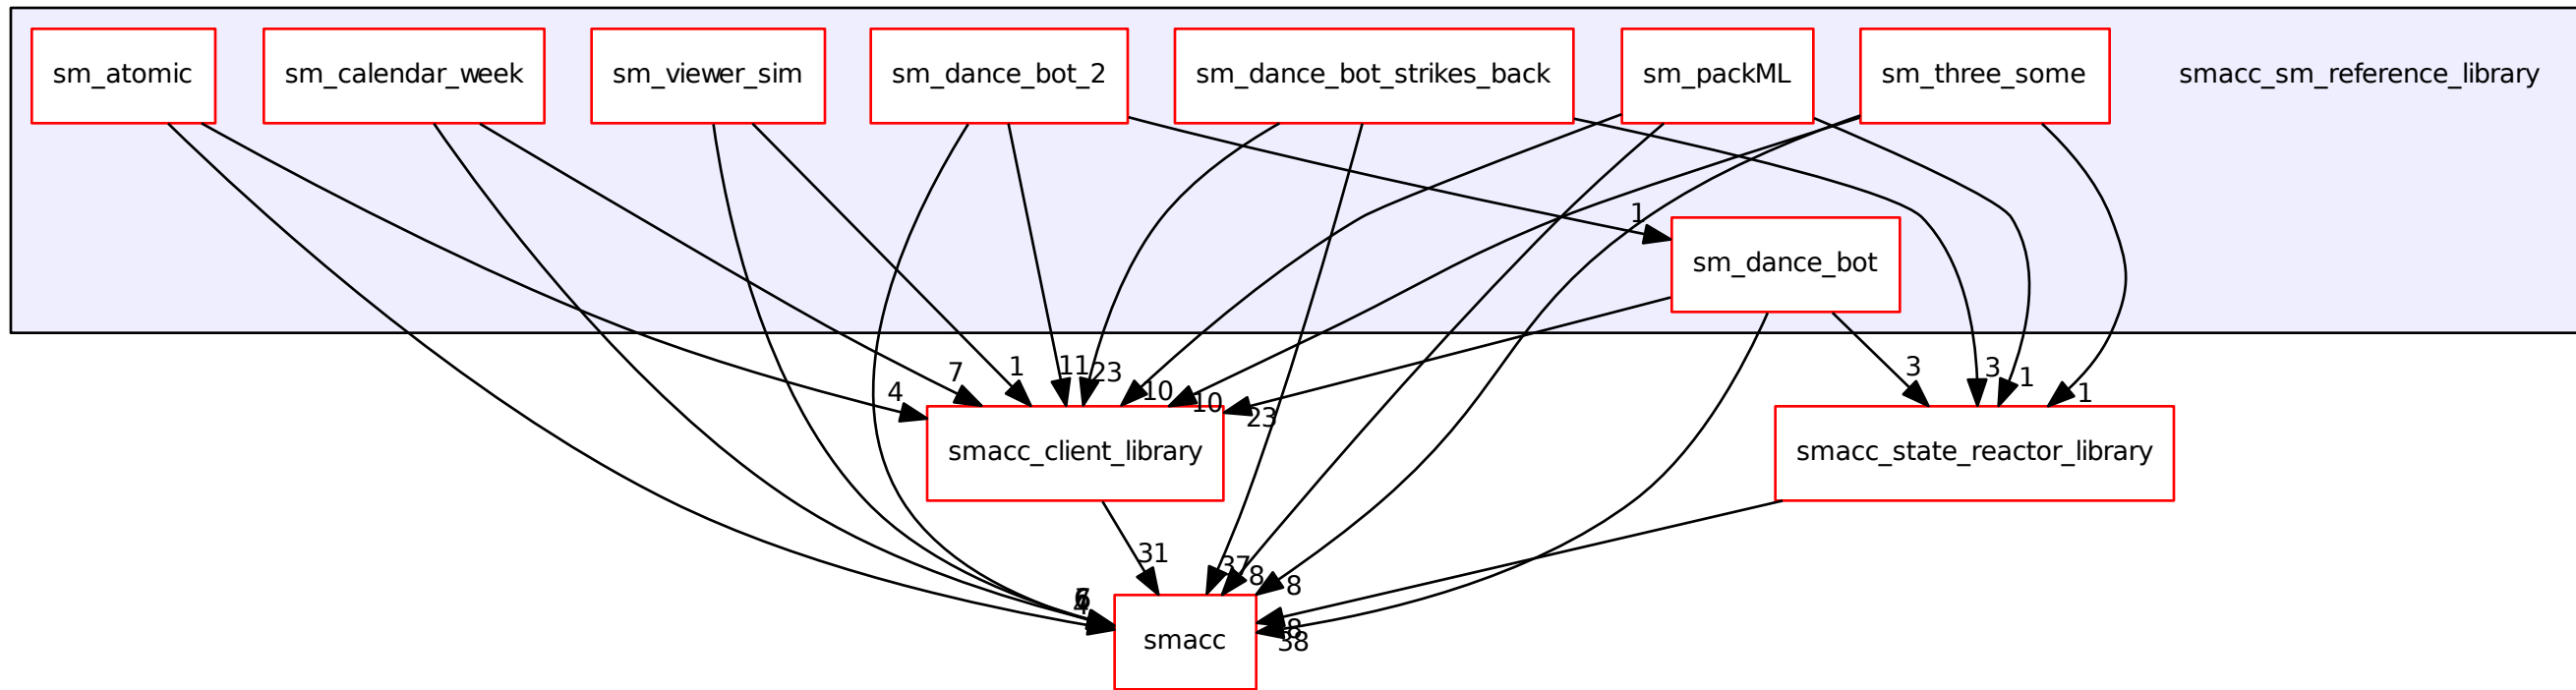 sm_atomic
sm_calendar_week
sm_viewer_sim
sm_dance_bot_2
sm_dance_bot_strikes_back
sm_packML
sm_three_some
smacc_sm_reference_library
1
sm_dance_bot
4
7
1
11
23
10
10
23
3
3
1
1
smacc_client_library
smacc_state_reactor_library
31
37
8
8
smacc
8
38